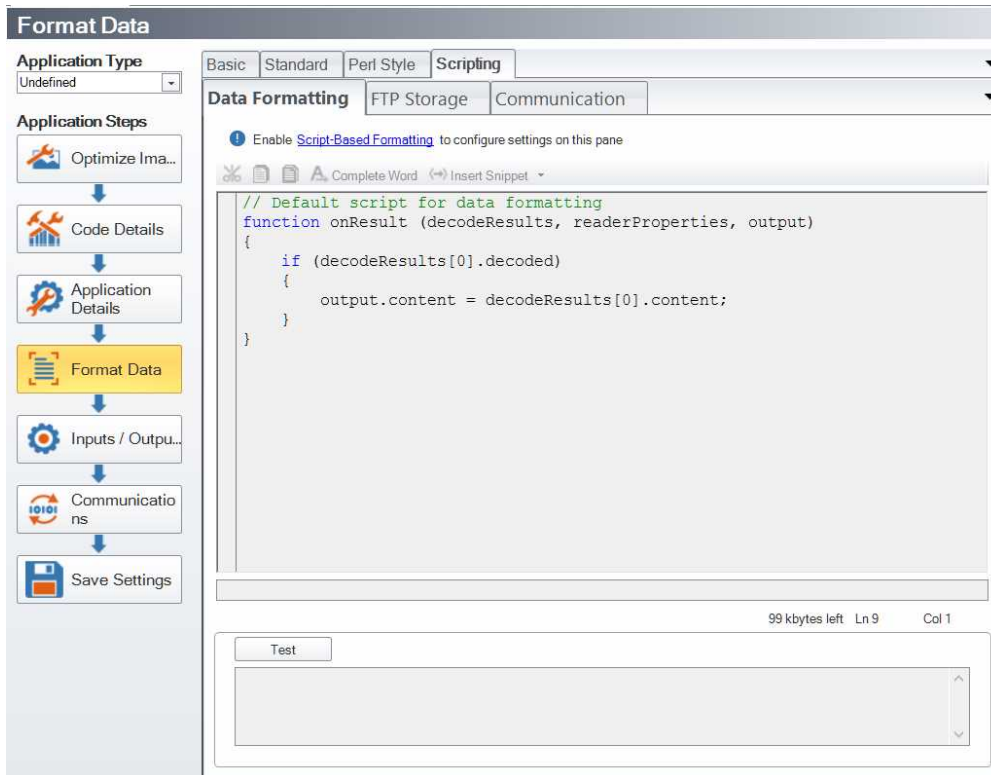 Format Data
Application Type
Undefined
Application Steps
Optimize Ima...
Code Details
Application
Details
Format Data
Inputs / Outpu...
Communicatio
ns
Save Settings
Basic Standard Perl Style Scripting
Data Formatting FTP Storage Communication
Enable Script-Based Formatting to configure settings on this pane
Complete Word Insert Snippet
// Default script for data formatting
function onResult (decodeResults, readerProperties, output)
{
    if (decodeResults[0].decoded)
    {
        output.content = decodeResults[0].content;
    }
}
99 kbytes left Ln 9 Col 1
Test